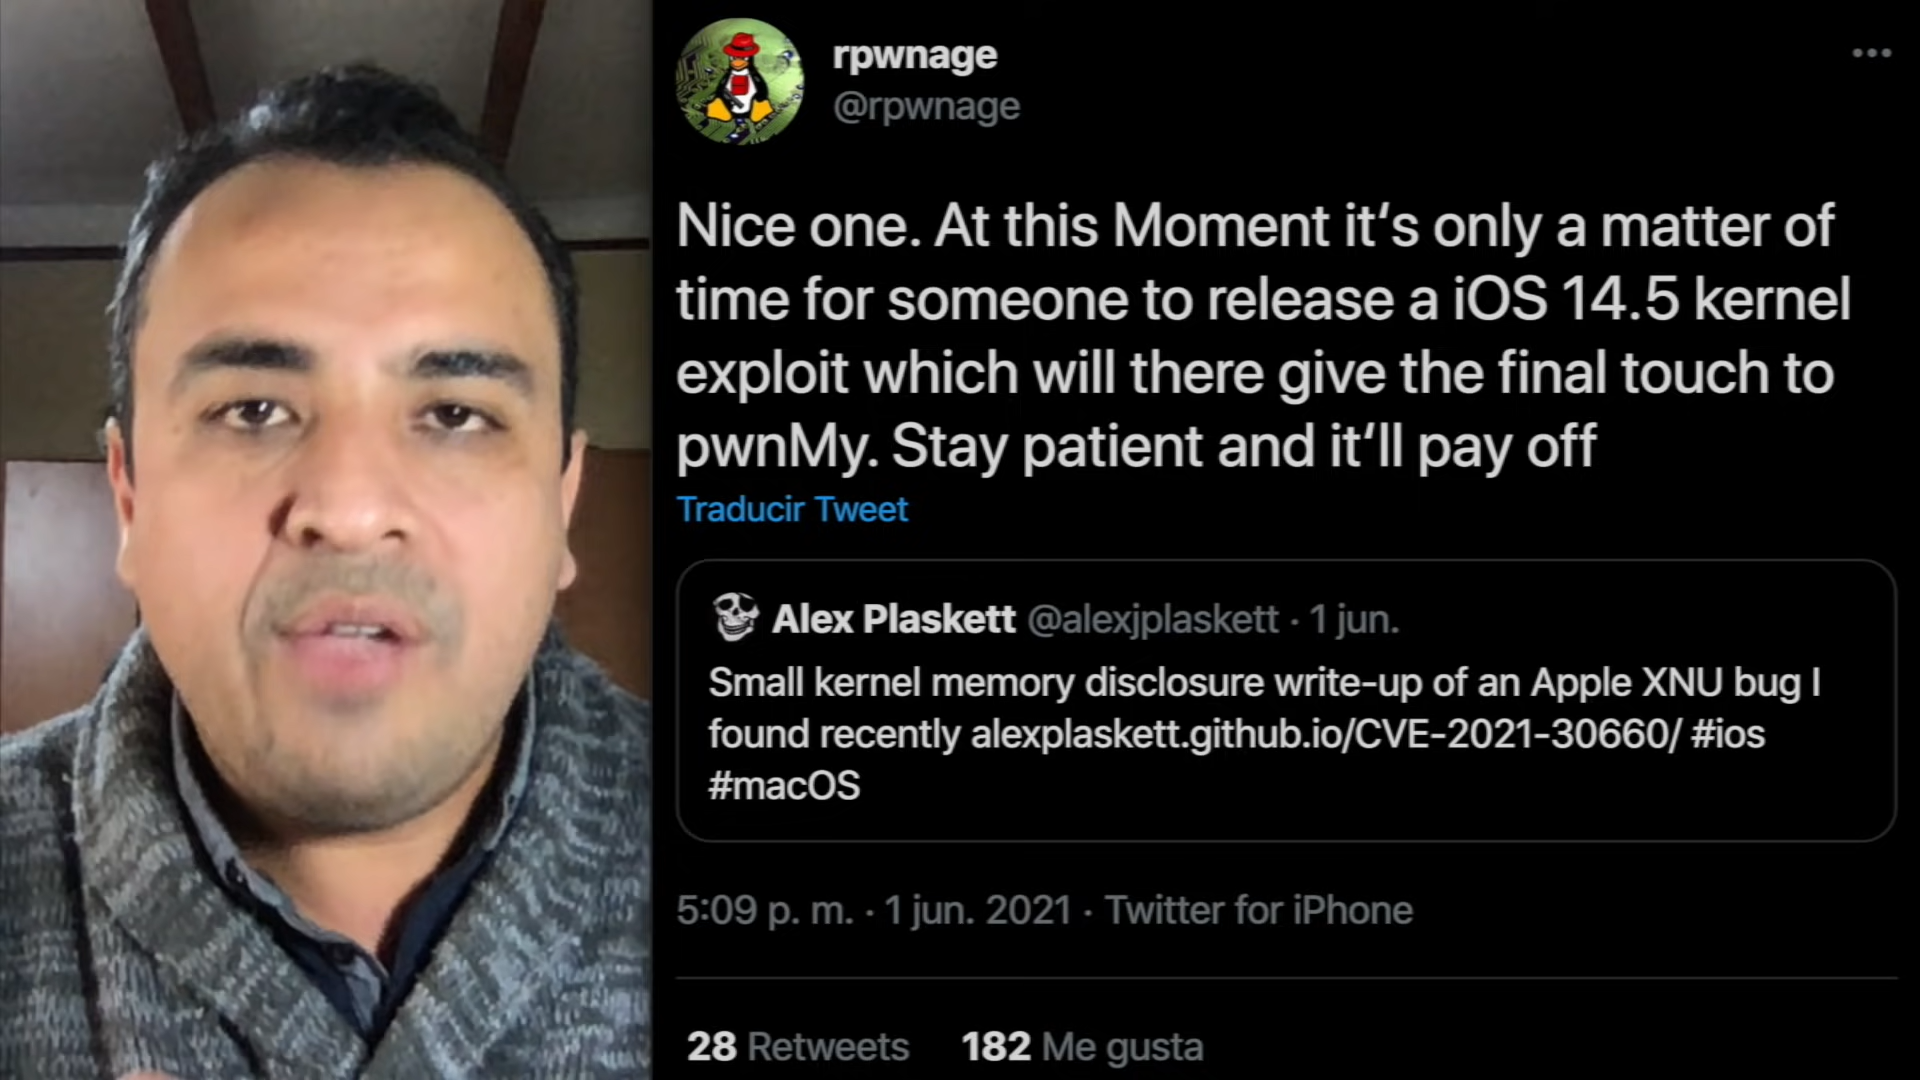 rpwnage
@rpwnage
Nice one. At this Moment it‘s only a matter of
time for someone to release a iOS 14.5 kernel
exploit which will there give the final touch to
pwnMy. Stay patient and it‘ll pay off
Traducir Tweet
Alex Plaskett @alexjplaskett · 1 jun.
Small kernel memory disclosure write-up of an Apple XNU bug I
found recently alexplaskett.github.io/CVE-2021-30660/ #ios
#macOS
5:09 p. m. · 1 jun. 2021 · Twitter for iPhone
28 Retweets 182 Me gusta